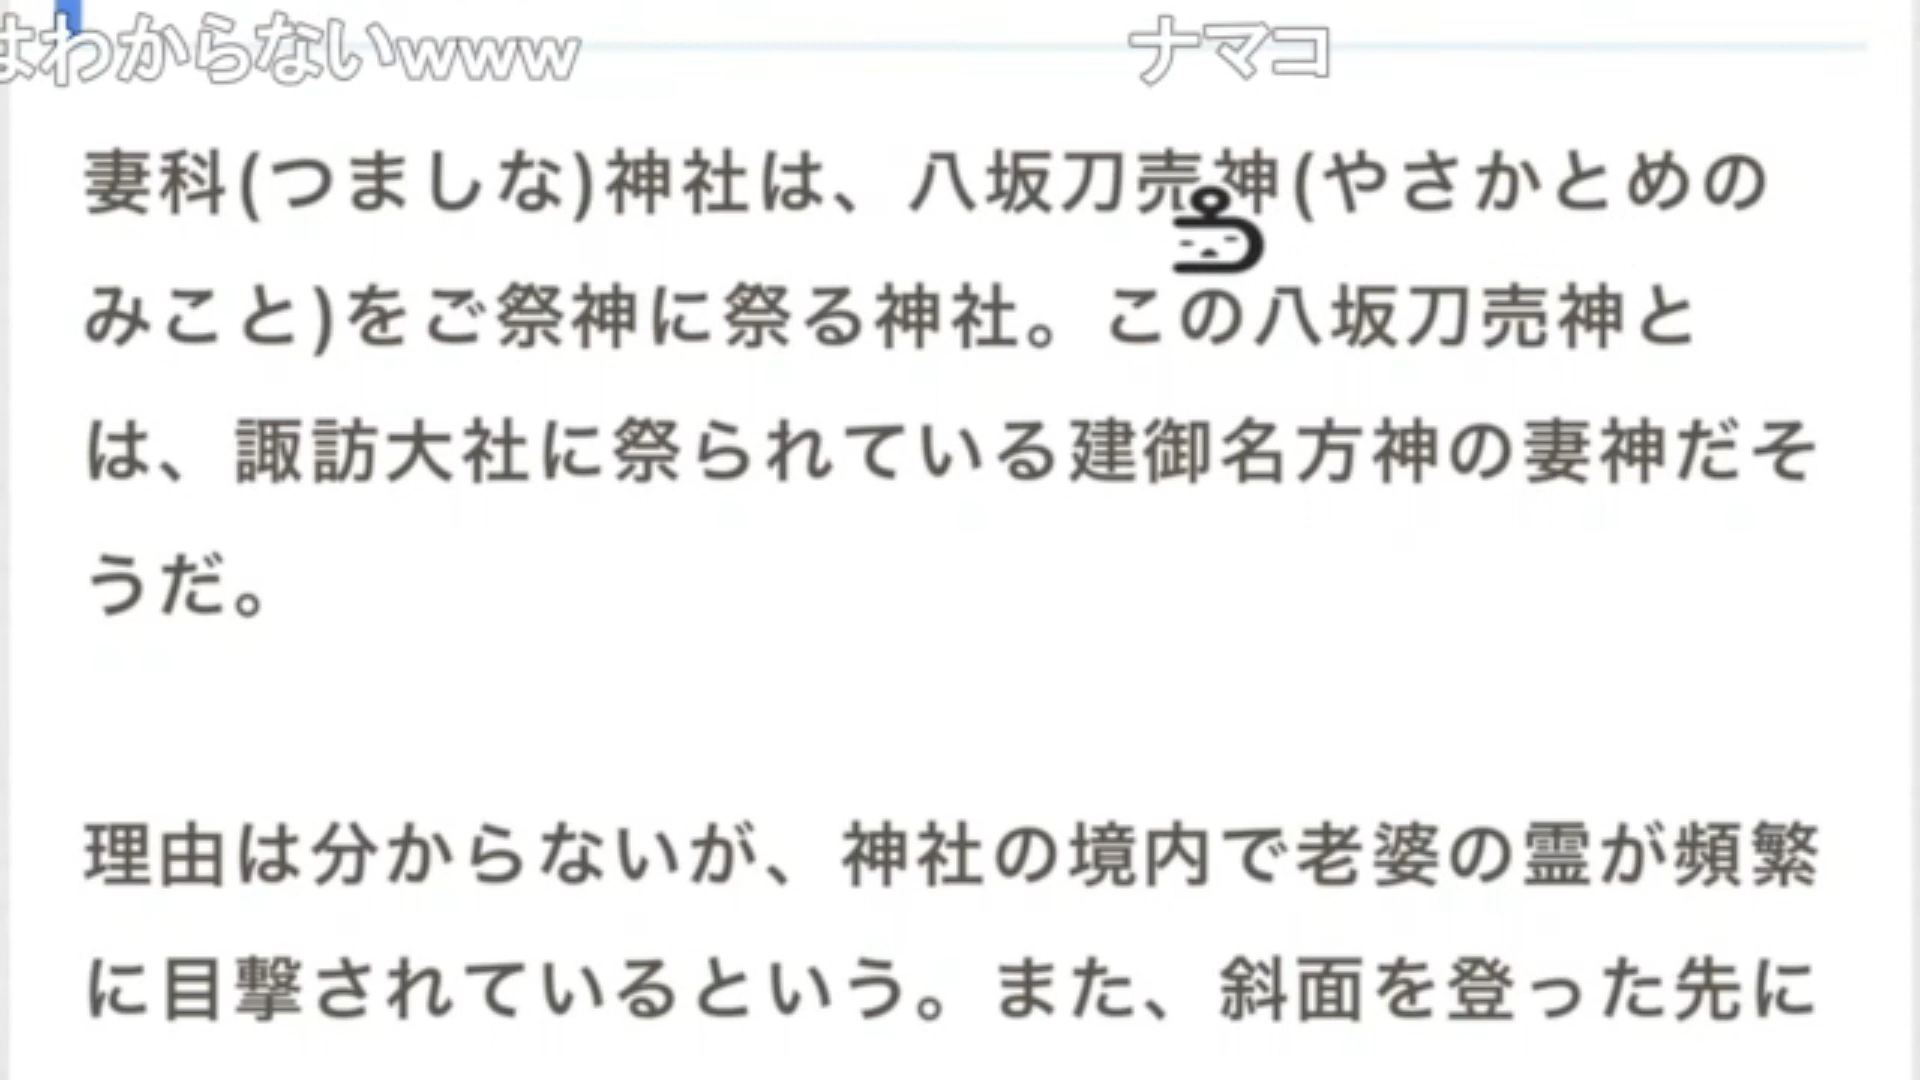 はわからないwww ナマコ
妻科(つましな)神社は、八坂刀売神(やさかとめの
みこと)をご祭神に祭る神社。この八坂刀売神と
は、諏訪大社に祭られている建御名方神の妻神だそ
うだ。
理由は分からないが、神社の境内で老婆の霊が頻繁
に目撃されているという。また、斜面を登った先に